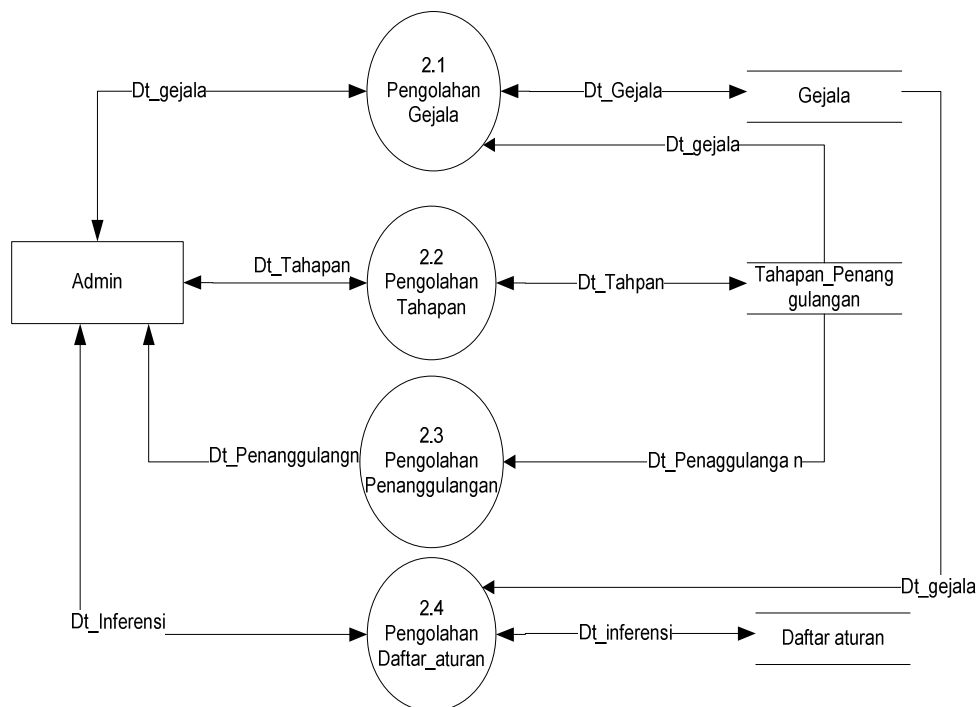 2.1
Pengolahan
Gejala
Dt_gejala
Dt_Gejala
Gejala
Dt_gejala
Admin
Dt_Tahapan
2.2
Pengolahan
Tahapan
Dt_Tahpan
Tahapan_Penang
gulangan
2.3
Pengolahan
Penanggulangan
Dt_Penanggulangn
Dt_Penaggulanga n
Dt_gejala
2.4
Pengolahan
Daftar_aturan
Dt_Inferensi
Dt_inferensi
Daftar aturan